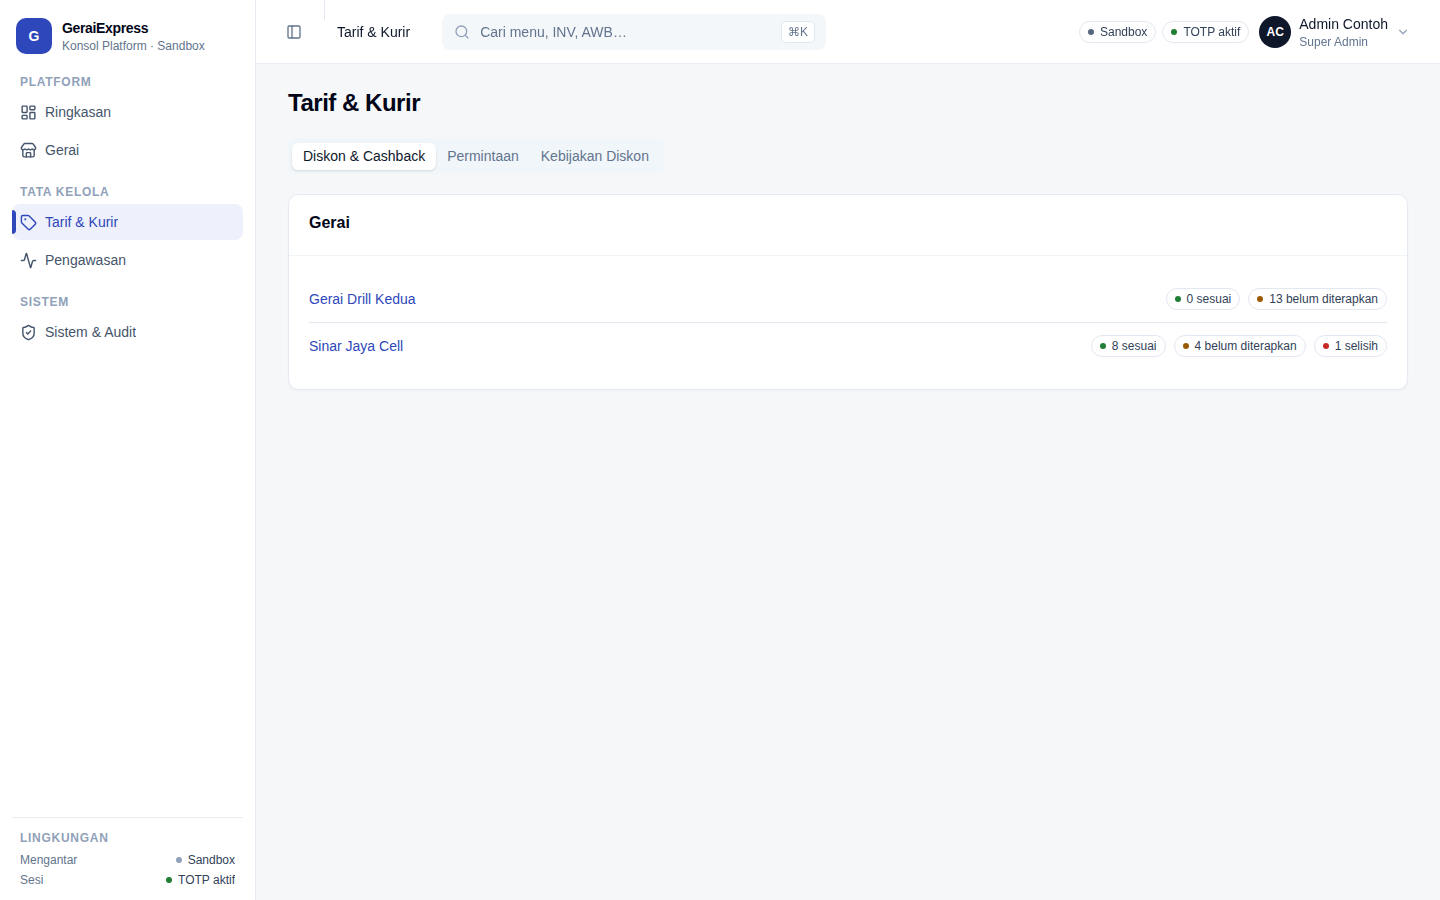 G
GeraiExpress
Konsol Platform · Sandbox
PLATFORM
Ringkasan
Gerai
TATA KELOLA
Tarif & Kurir
Pengawasan
SISTEM
Sistem & Audit
LINGKUNGAN
Mengantar Sandbox
Sesi TOTP aktif
Tarif & Kurir
Cari menu, INV, AWB…
⌘K
Sandbox
TOTP aktif
AC
Admin Contoh
Super Admin
Tarif & Kurir
Diskon & Cashback Permintaan Kebijakan Diskon
Gerai
Gerai Drill Kedua 0 sesuai 13 belum diterapkan
Sinar Jaya Cell 8 sesuai 4 belum diterapkan 1 selisih